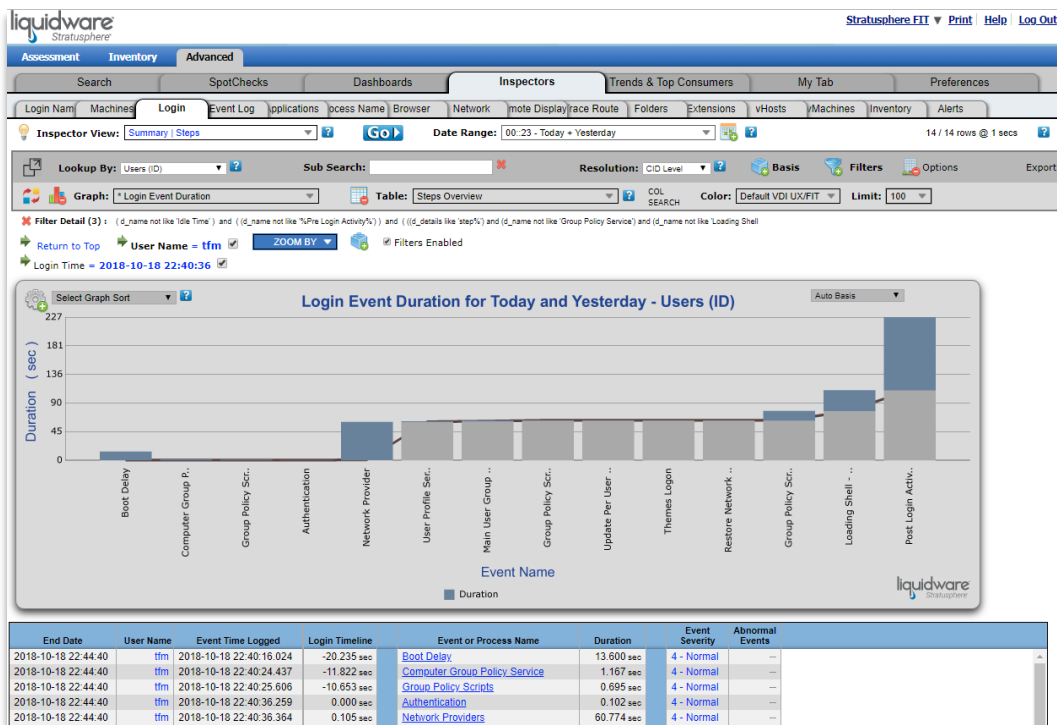 liquidware
Stratusphere
Stratusphere FIT ▼ Print Help Log Out
Assessment Inventory Advanced
Search SpotChecks Dashboards Inspectors Trends & Top Consumers My Tab Preferences
Login Nam Machines Login Event Log pplications ocess Name Browser Network mote Display race Route Folders Extensions vHosts Machines Inventory Alerts
Inspector View: Summary | Steps ? Go Date Range: 00::23 - Today + Yesterday ? 14 / 14 rows @ 1 secs ?
Lookup By: Users (ID) ? Sub Search: Resolution: CID Level ? Basis Filters Options Export
Graph: * Login Event Duration Table: Steps Overview ? COL SEARCH Color: Default VDI UX/FIT Limit: 100
Filter Detail (3) : ( d_name not like 'Idle Time' ) and ( (d_name not like '%Pre Login Activity%') ) and ( ((d_details like 'step%') and (d_name not like 'Group Policy Service') and (d_name not like 'Loading Shell
Return to Top User Name = tfm ZOOM BY ▼ Filters Enabled
Login Time = 2018-10-18 22:40:36
Select Graph Sort ? Login Event Duration for Today and Yesterday - Users (ID) Auto Basis
Duration ( sec )
227
181
136
90
45
0
Boot Delay
Computer Group P..
Group Policy Scr..
Authentication
Network Provider
User Profile Ser..
Main User Group ..
Group Policy Scr..
Update Per User ..
Themes Logon
Restore Network ..
Group Policy Scr..
Loading Shell - ..
Post Login Activ..
Event Name
Duration
liquidware
Stratusphere
End Date User Name Event Time Logged Login Timeline Event or Process Name Duration Event Severity Abnormal Events
2018-10-18 22:44:40 tfm 2018-10-18 22:40:16.024 -20.235 sec Boot Delay 13.600 sec 4 - Normal --
2018-10-18 22:44:40 tfm 2018-10-18 22:40:24.437 -11.822 sec Computer Group Policy Service 1.167 sec 4 - Normal --
2018-10-18 22:44:40 tfm 2018-10-18 22:40:25.606 -10.653 sec Group Policy Scripts 0.695 sec 4 - Normal --
2018-10-18 22:44:40 tfm 2018-10-18 22:40:36.259 0.000 sec Authentication 0.102 sec 4 - Normal --
2018-10-18 22:44:40 tfm 2018-10-18 22:40:36.364 0.105 sec Network Providers 60.774 sec 4 - Normal --